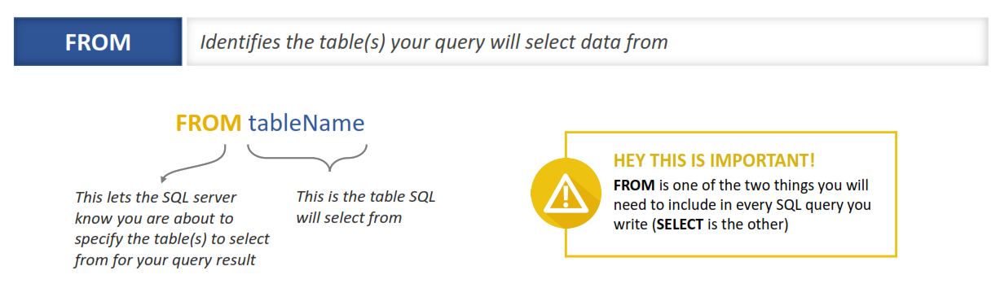 FROM
Identifies the table(s) your query will select data from
FROM tableName
This lets the SQL server
know you are about to
specify the table(s) to select
from for your query result
This is the table SQL
will select from
HEY THIS IS IMPORTANT!
FROM is one of the two things you will
need to include in every SQL query you
write (SELECT is the other)